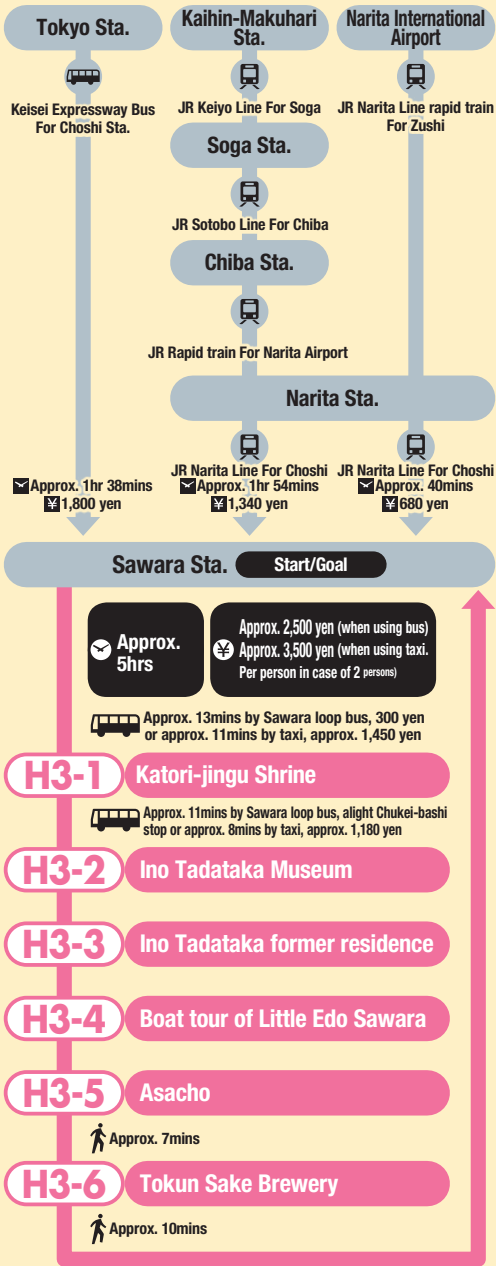 Tokyo Sta.
Kaihin-Makuhari
Sta.
Narita International
Airport
Keisei Expressway Bus
For Choshi Sta.
JR Keiyo Line For Soga
JR Narita Line rapid train
For Zushi
Soga Sta.
JR Sotobo Line For Chiba
Chiba Sta.
JR Rapid train For Narita Airport
Narita Sta.
JR Narita Line For Choshi
JR Narita Line For Choshi
Approx. 1hr 38mins
¥1,800 yen
Approx. 1hr 54mins
¥1,340 yen
Approx. 40mins
¥680 yen
Sawara Sta. Start/Goal
Approx.
5hrs
¥ Approx. 2,500 yen (when using bus)
Approx. 3,500 yen (when using taxi.
Per person in case of 2 persons)
Approx. 13mins by Sawara loop bus, 300 yen
or approx. 11mins by taxi, approx. 1,450 yen
H3-1 Katori-jingu Shrine
Approx. 11mins by Sawara loop bus, alight Chukei-bashi
stop or approx. 8mins by taxi, approx. 1,180 yen
H3-2 Ino Tadataka Museum
H3-3 Ino Tadataka former residence
H3-4 Boat tour of Little Edo Sawara
H3-5 Asacho
Approx. 7mins
H3-6 Tokun Sake Brewery
Approx. 10mins